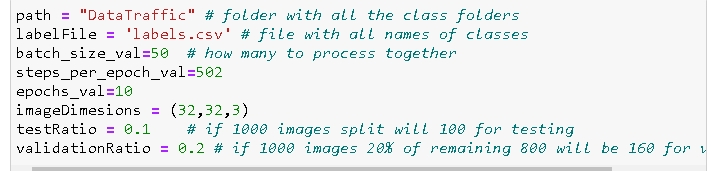 path = "DataTraffic" # folder with all the class folders
labelFile = 'labels.csv' # file with all names of classes
batch_size_val=50  # how many to process together
steps_per_epoch_val=502
epochs_val=10
imageDimesions = (32,32,3)
testRatio = 0.1    # if 1000 images split will 100 for testing
validationRatio = 0.2 # if 1000 images 20% of remaining 800 will be 160 for v